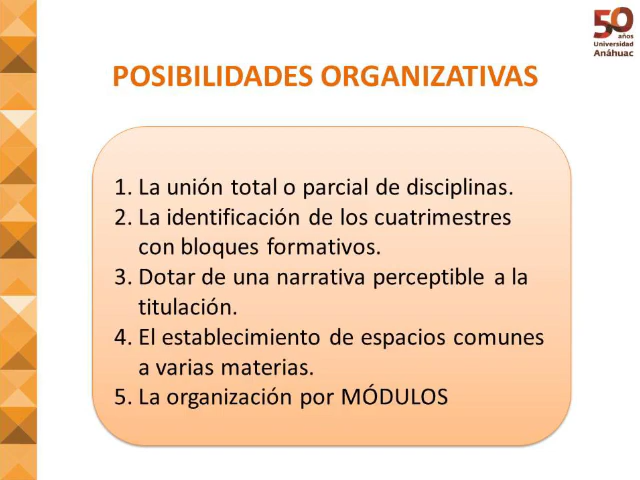 50
años
Universidad
Anáhuac
POSIBILIDADES ORGANIZATIVAS
1. La unión total o parcial de disciplinas.
2. La identificación de los cuatrimestres
con bloques formativos.
3. Dotar de una narrativa perceptible a la
titulación.
4. El establecimiento de espacios comunes
a varias materias.
5. La organización por MÓDULOS